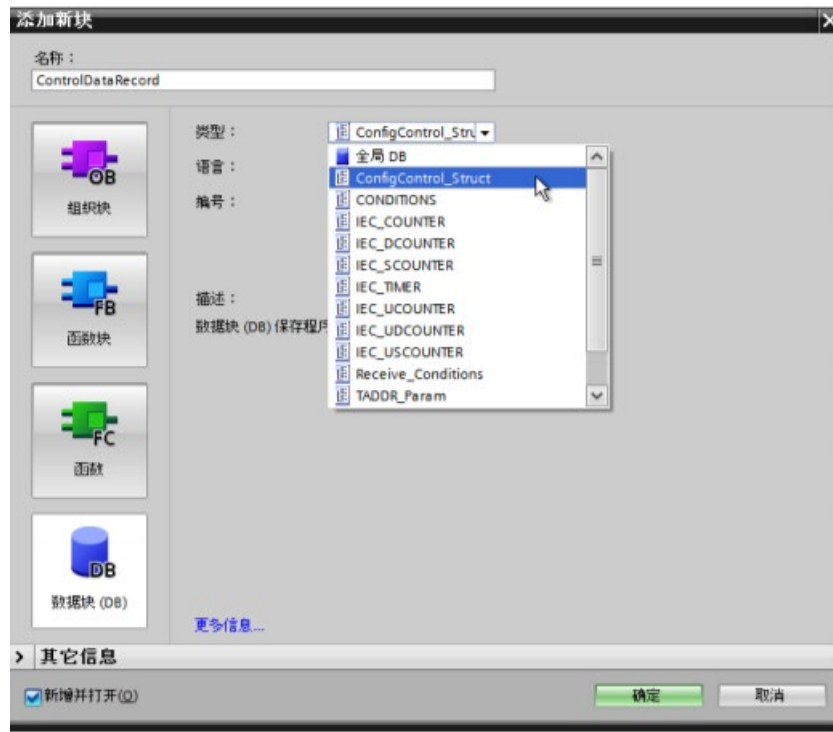 添加新块
名称：
ControlDataRecord
OB
组织块
FB
函数块
FC
函数
DB
数据块 (DB)
类型：
ConfigControl_Stru
语言：
编号：
描述：
数据块 (DB) 保存程序
全局 DB
ConfigControl_Struct
CONDITIONS
IEC_COUNTER
IEC_DCOUNTER
IEC_SCOUNTER
IEC_TIMER
IEC_UCOUNTER
IEC_UDCOUNTER
IEC_USCOUNTER
Receive_Conditions
TADDR_Param
更多信息...
其它信息
新增并打开(O)
确定
取消